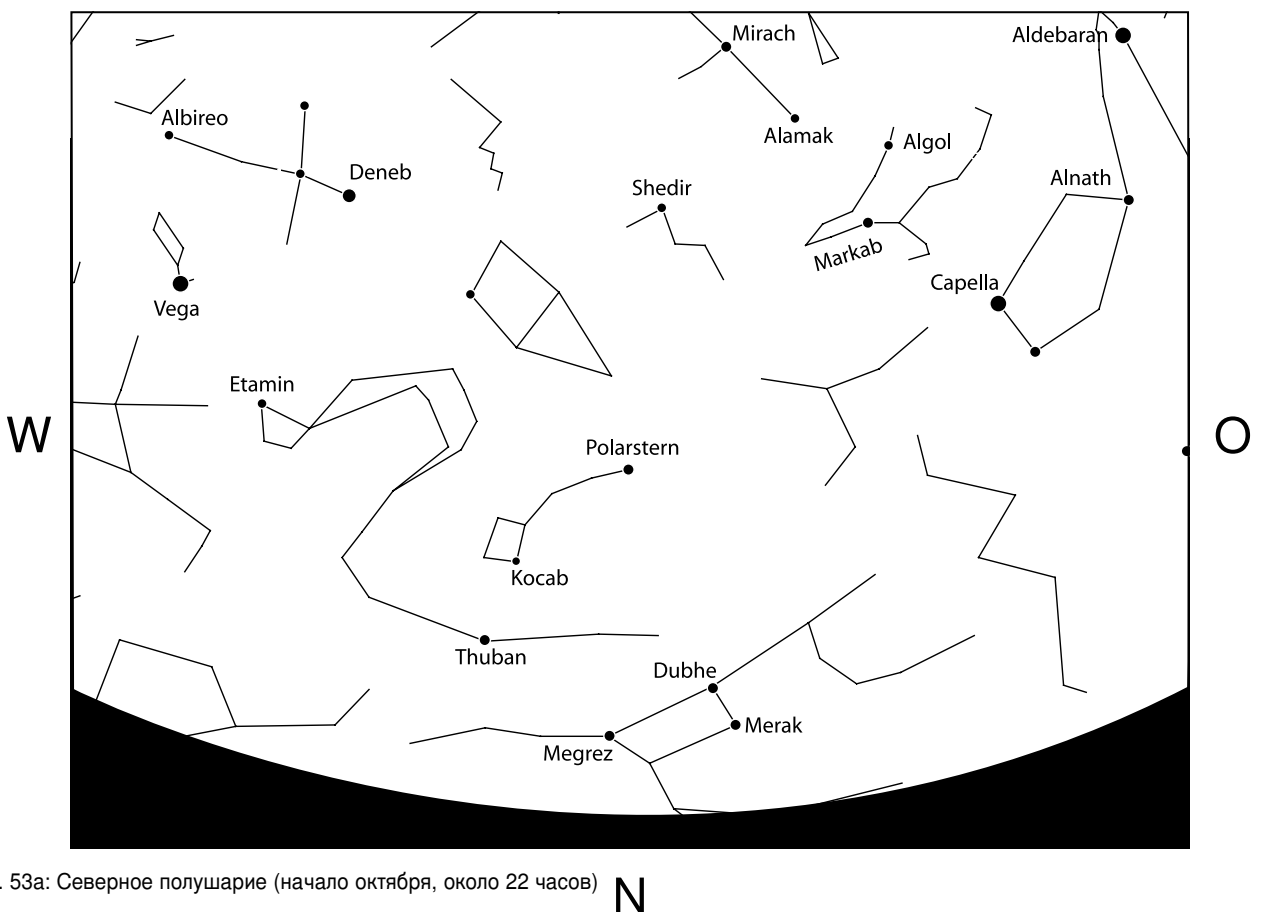 Mirach
Aldebaran
Albireo
Alamak
Algol
Deneb
Shedir
Alnath
Markab
Capella
Vega
Etamin
W
O
Polarstern
Kocab
Thuban
Dubhe
Merak
Megrez
. 53a: Северное полушарие (начало октября, около 22 часов)
N